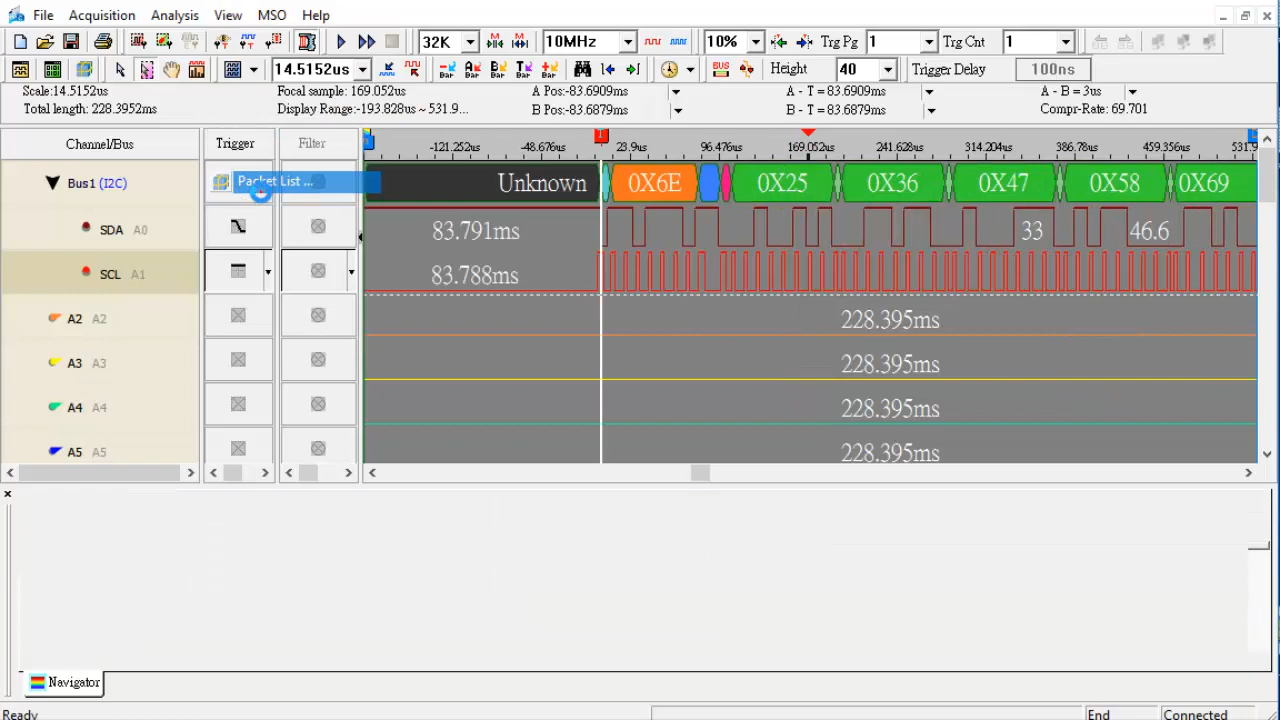 File Acquisition Analysis View MSO Help
32K 10MHz 10% Trg Pg 1 Trg Cnt 1
14.5152us Bar Bar Bar Bar Bar BUS Height 40 Trigger Delay 100ns
Scale:14.5152us Focal sample: 169.052us A Pos:-83.6909ms A - T = 83.6909ms A - B = 3us
Total length: 228.3952ms Display Range:-193.828us ~ 531.9... B Pos:-83.6879ms B - T = 83.6879ms Compr-Rate: 69.701
Channel/Bus Trigger Filter -121.252us -48.676us 23.9us 96.476us 169.052us 241.628us 314.204us 386.78us 459.356us 531.9
Bus1 (I2C) Packet List ... Unknown 0X6E 0X25 0X36 0X47 0X58 0X69
SDA A0 83.791ms 33 46.6
SCL A1 83.788ms
A2 A2 228.395ms
A3 A3 228.395ms
A4 A4 228.395ms
A5 A5 228.395ms
Navigator
Ready End Connected